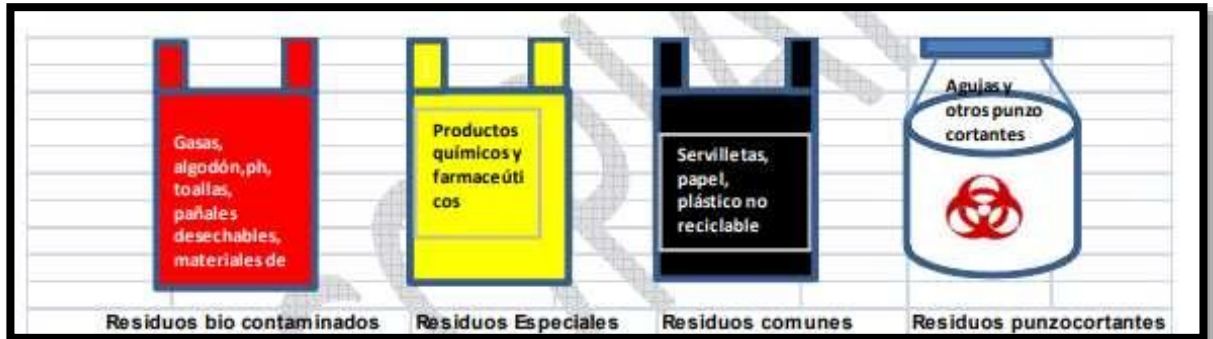 Gasas,
algodón,ph,
toallas,
pañales
desechables,
materiales de
Productos
químicos y
farmaceúti
cos
Servilletas,
papel,
plástico no
reciclable
Agujas y
otros punzo
cortantes
Residuos bio contaminados
Residuos Especiales
Residuos comunes
Residuos punzocortantes